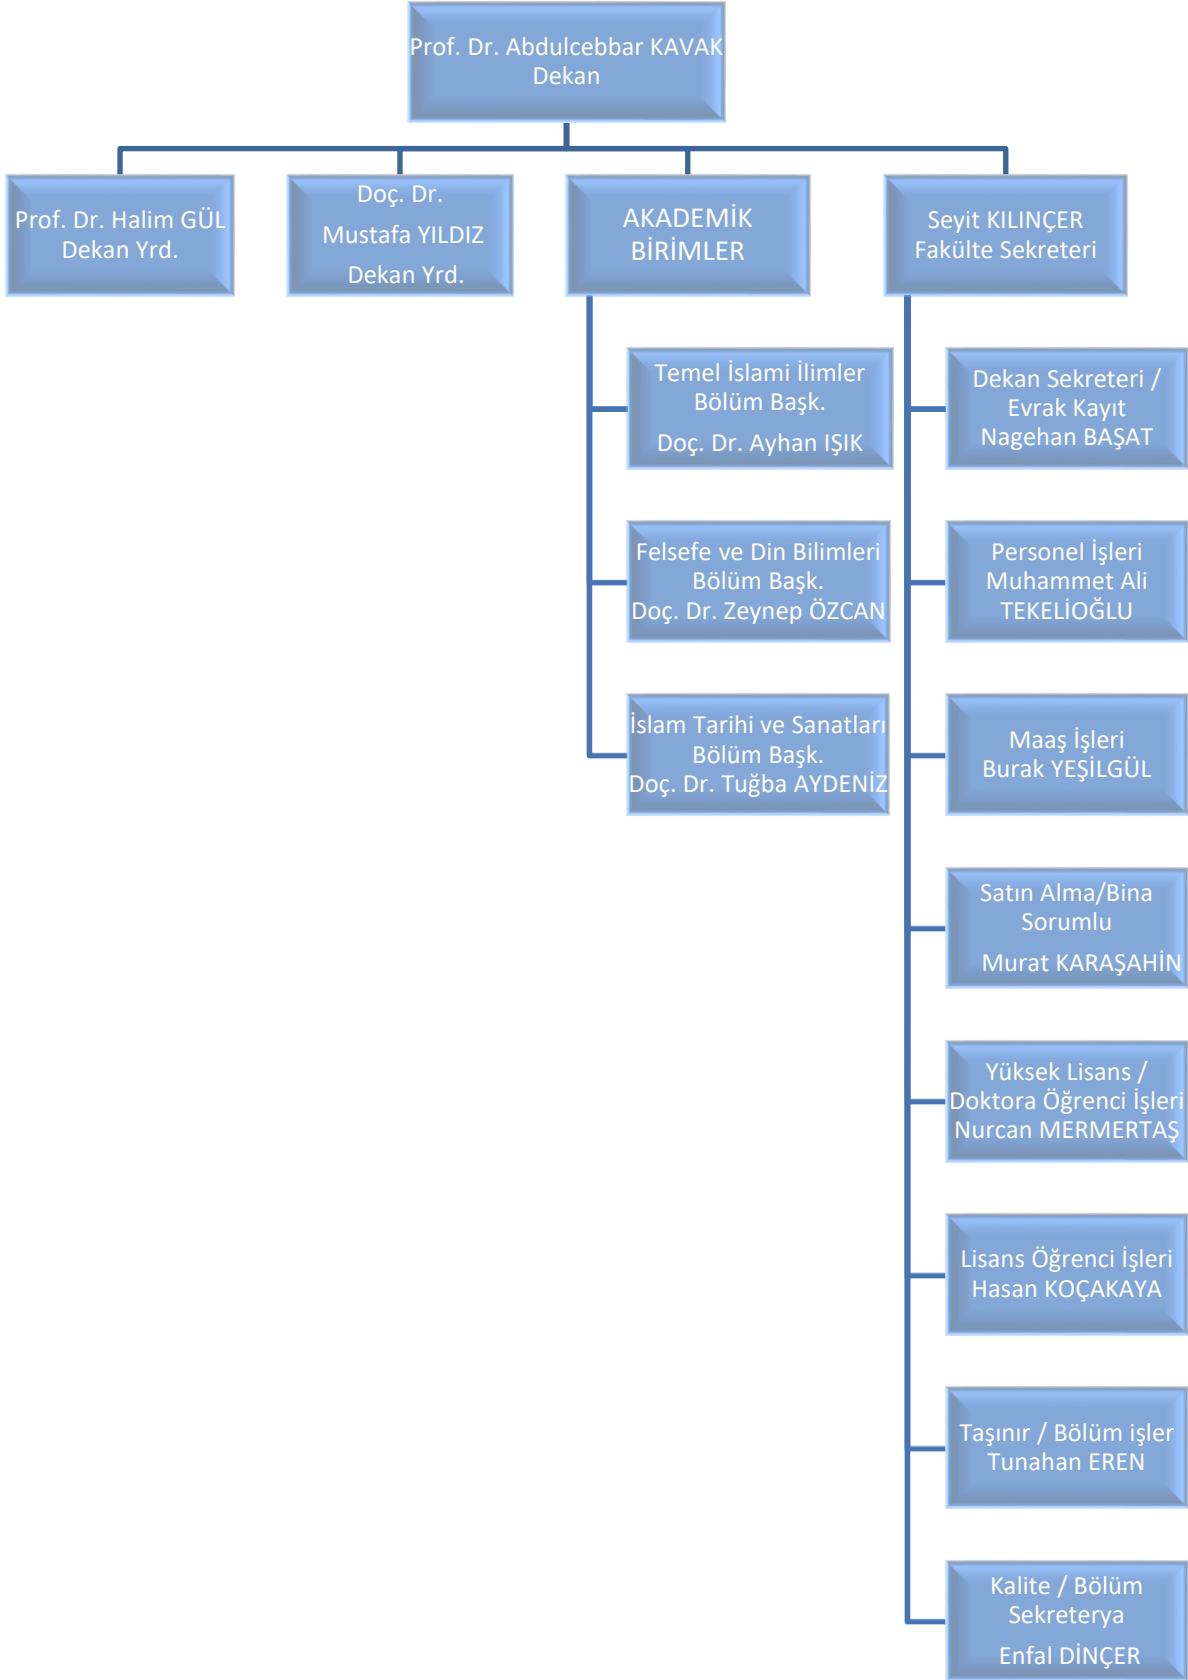 Prof. Dr. Abdulcebbar KAVAK
Dekan
Prof. Dr. Halim GÜL
Dekan Yrd.
Doç. Dr.
Mustafa YILDIZ
Dekan Yrd.
AKADEMİK
BİRİMLER
Seyit KILINÇER
Fakülte Sekreteri
Temel İslami İlimler
Bölüm Başk.
Doç. Dr. Ayhan IŞIK
Felsefe ve Din Bilimleri
Bölüm Başk.
Doç. Dr. Zeynep ÖZCAN
İslam Tarihi ve Sanatları
Bölüm Başk.
Doç. Dr. Tuğba AYDENİZ
Dekan Sekreteri /
Evrak Kayıt
Nagehan BAŞAT
Personel İşleri
Muhammet Ali
TEKELİOĞLU
Maaş İşleri
Burak YEŞİLGÜL
Satın Alma/Bina
Sorumlu
Murat KARAŞAHİN
Yüksek Lisans /
Doktora Öğrenci İşleri
Nurcan MERMERTAŞ
Lisans Öğrenci İşleri
Hasan KOÇAKAYA
Taşınır / Bölüm işler
Tunahan EREN
Kalite / Bölüm
Sekreterya
Enfal DİNÇER